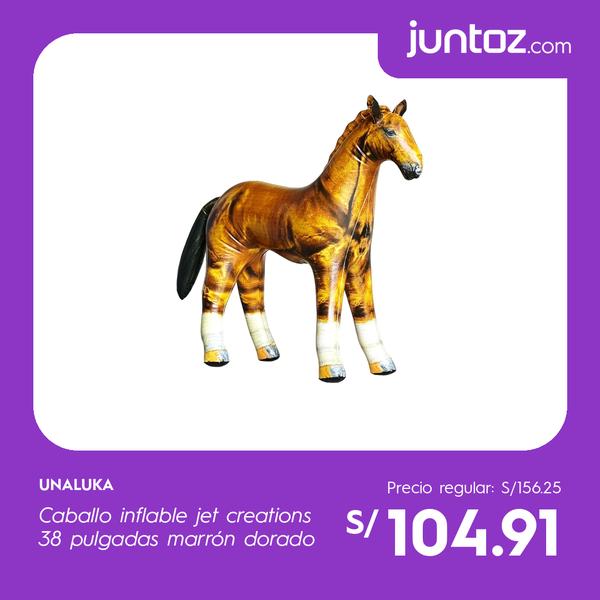 juntoz.com
UNALUKA
Caballo inflable jet creations
38 pulgadas marrón dorado
Precio regular: S/156.25
S/104.91